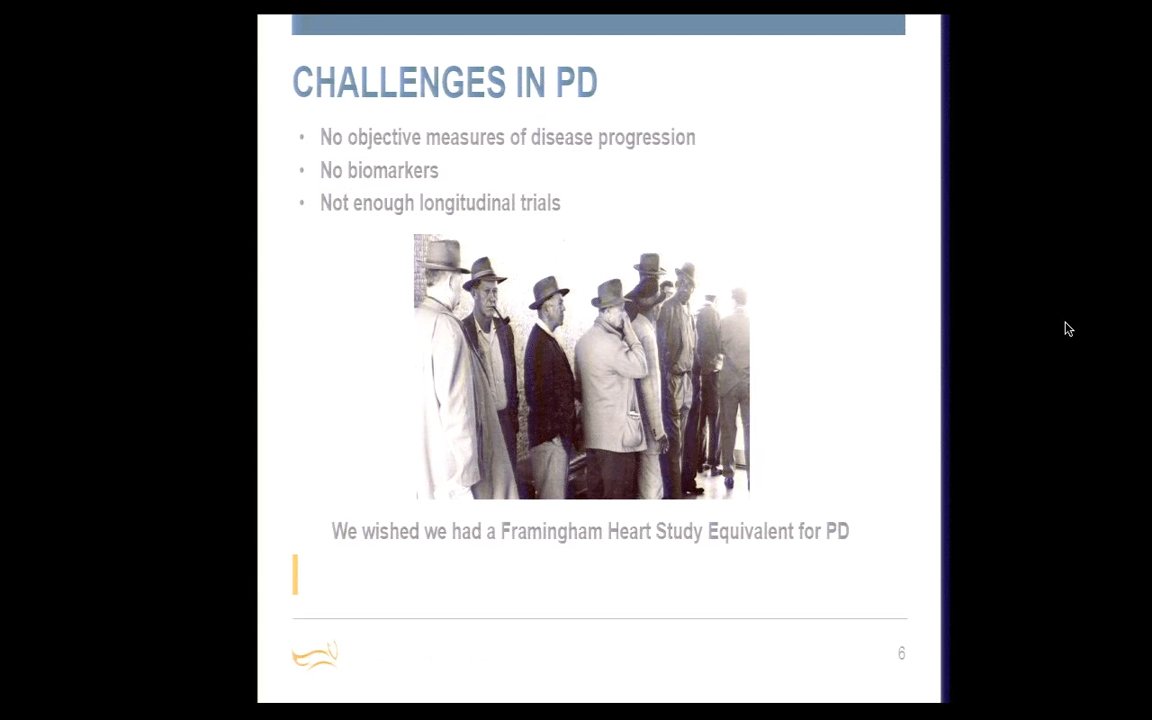 CHALLENGES IN PD
• No objective measures of disease progression
• No biomarkers
• Not enough longitudinal trials
We wished we had a Framingham Heart Study Equivalent for PD
6